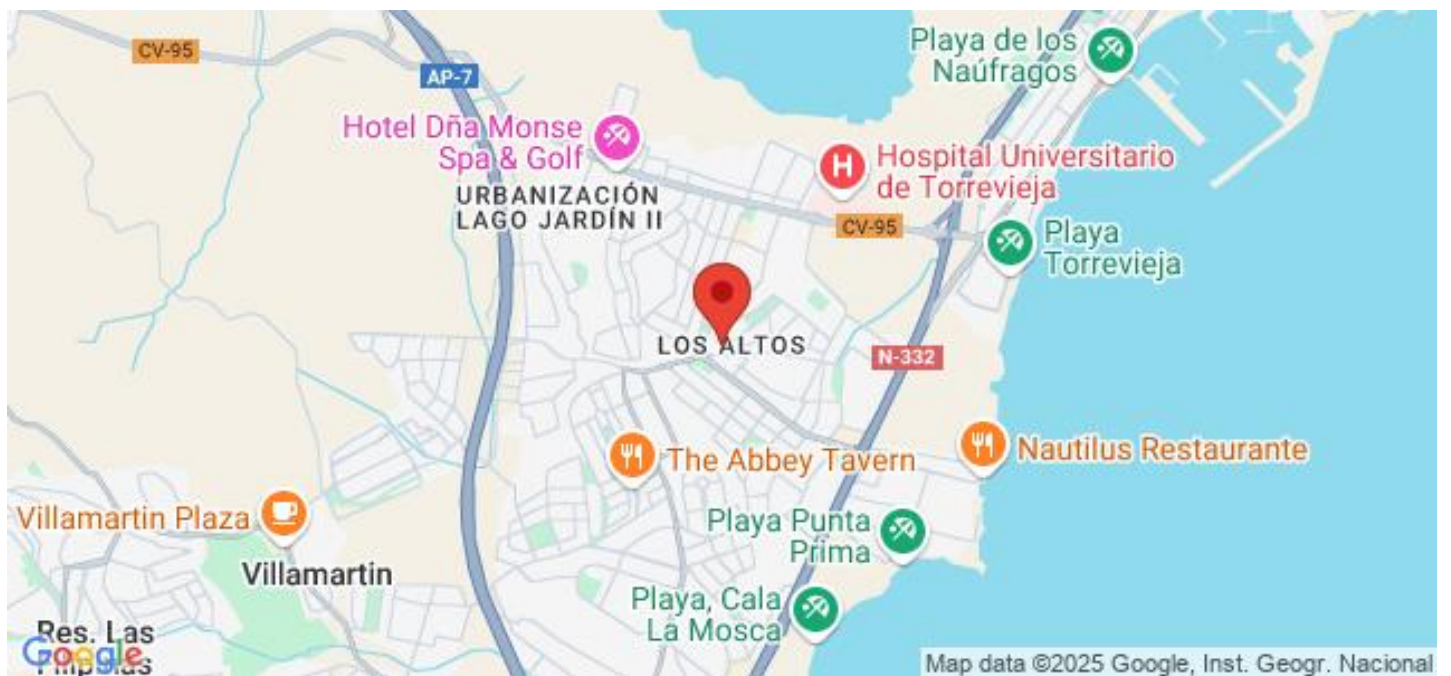 CV-95
AP-7
Playa de los
Naúfragos
Hotel Dña Monse
Spa & Golf
Hospital Universitario
de Torrevieja
URBANIZACIÓN
LAGO JARDÍN II
CV-95
Playa
Torrevieja
LOS ALTOS
N-332
The Abbey Tavern
Nautilus Restaurante
Villamartin Plaza
Playa Punta
Prima
Villamartin
Playa, Cala
La Mosca
Res. Las
Google
Map data ©2025 Google, Inst. Geogr. Nacional